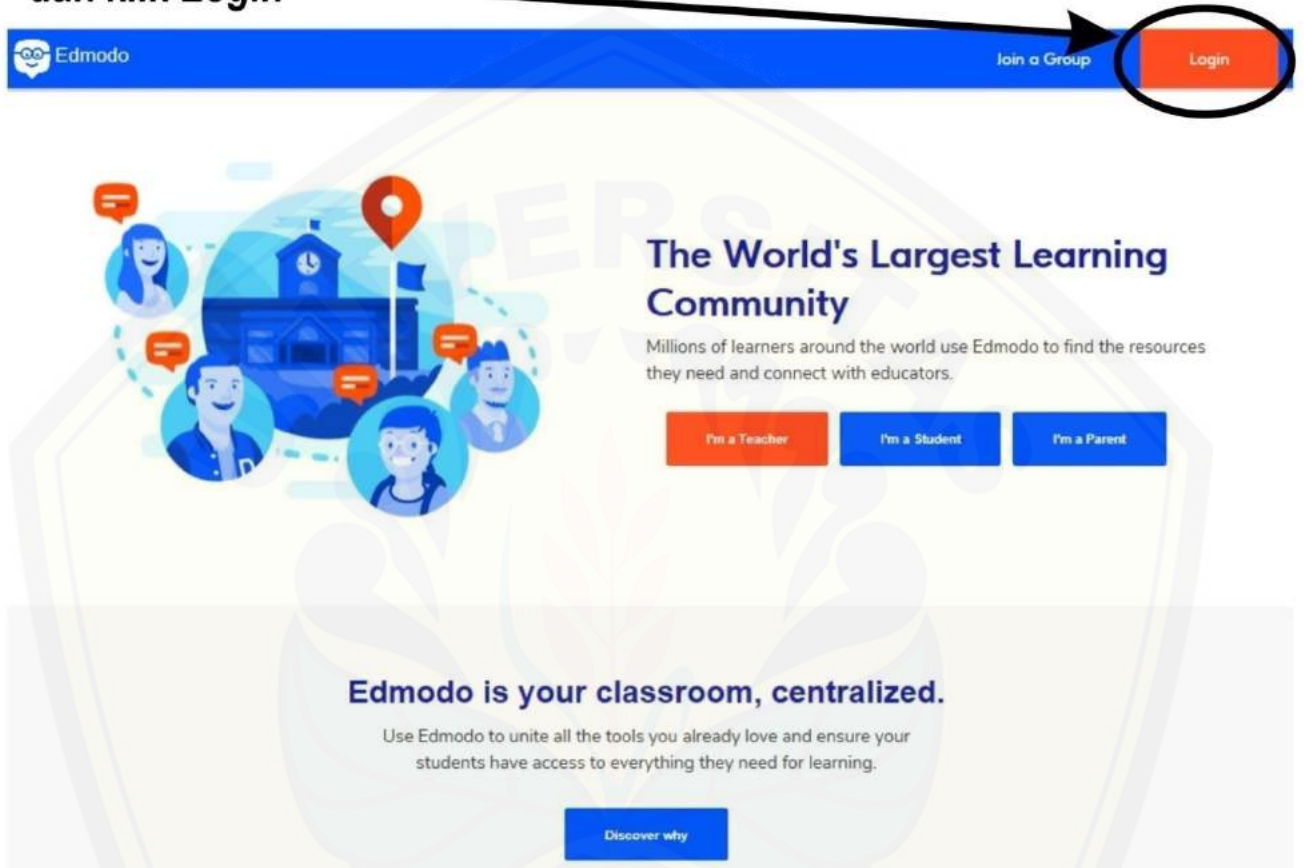 dan klik Login
Edmodo
Join a Group
Login
The World's Largest Learning
Community
Millions of learners around the world use Edmodo to find the resources
they need and connect with educators.
I'm a Teacher
I'm a Student
I'm a Parent
Edmodo is your classroom, centralized.
Use Edmodo to unite all the tools you already love and ensure your
students have access to everything they need for learning.
Discover why